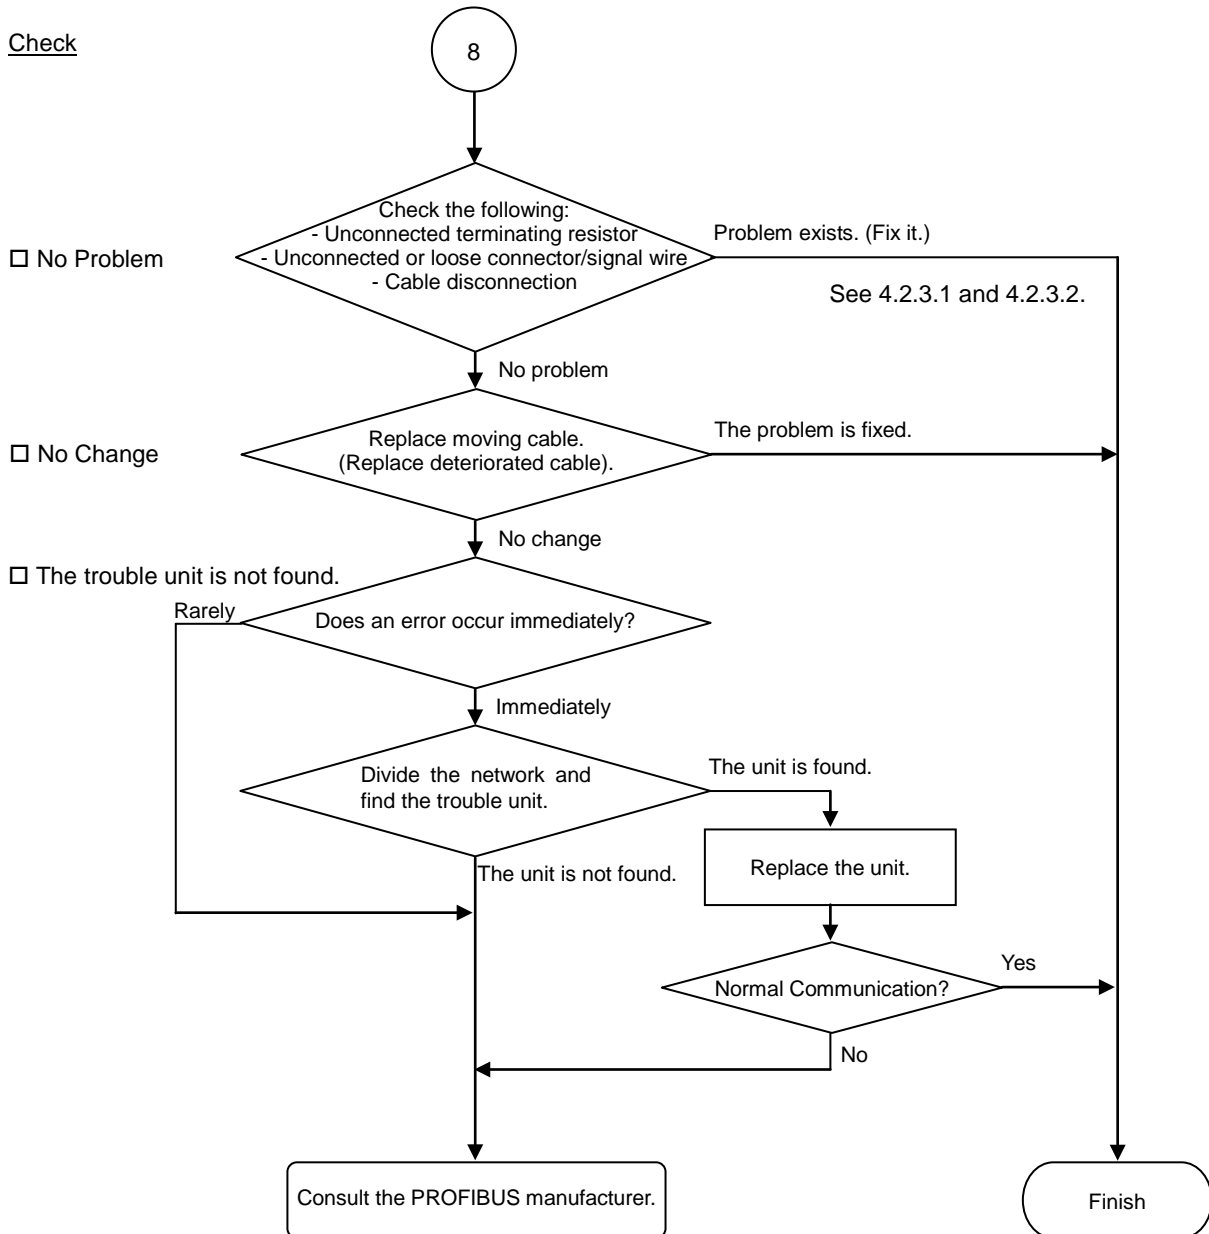 Check
8
Check the following:
- Unconnected terminating resistor
- Unconnected or loose connector/signal wire
- Cable disconnection
Problem exists. (Fix it.)
☐ No Problem
See 4.2.3.1 and 4.2.3.2.
No problem
Replace moving cable.
(Replace deteriorated cable).
The problem is fixed.
☐ No Change
No change
☐ The trouble unit is not found.
Rarely
Does an error occur immediately?
Immediately
Divide the network and
find the trouble unit.
The unit is found.
The unit is not found.
Replace the unit.
Normal Communication?
Yes
No
Consult the PROFIBUS manufacturer.
Finish